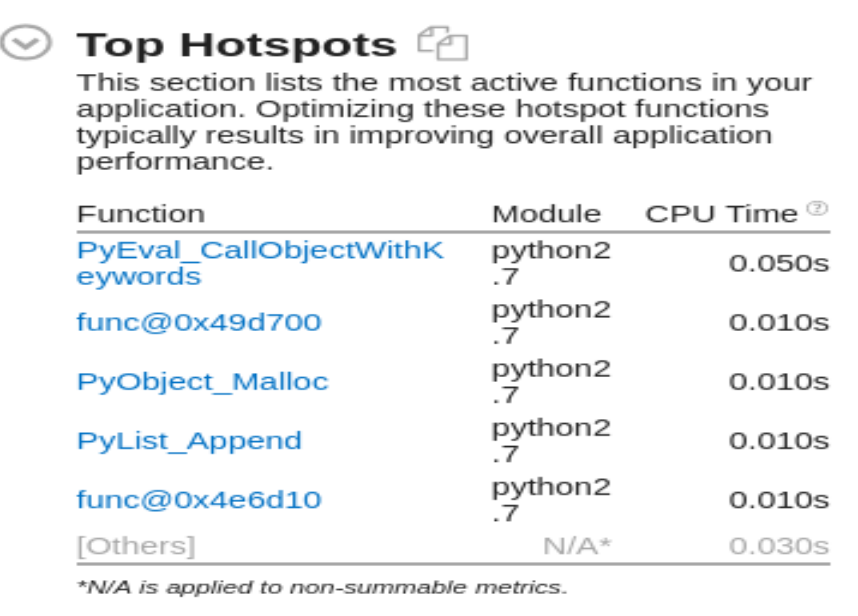 Top Hotspots
This section lists the most active functions in your
application. Optimizing these hotspot functions
typically results in improving overall application
performance.
Function Module CPU Time ?
PyEval_CallObjectWithK python2 0.050s
eywords .7
func@0x49d700 python2 0.010s
.7
PyObject_Malloc python2 0.010s
.7
PyList_Append python2 0.010s
.7
func@0x4e6d10 python2 0.010s
.7
[Others] N/A* 0.030s
*N/A is applied to non-summable metrics.